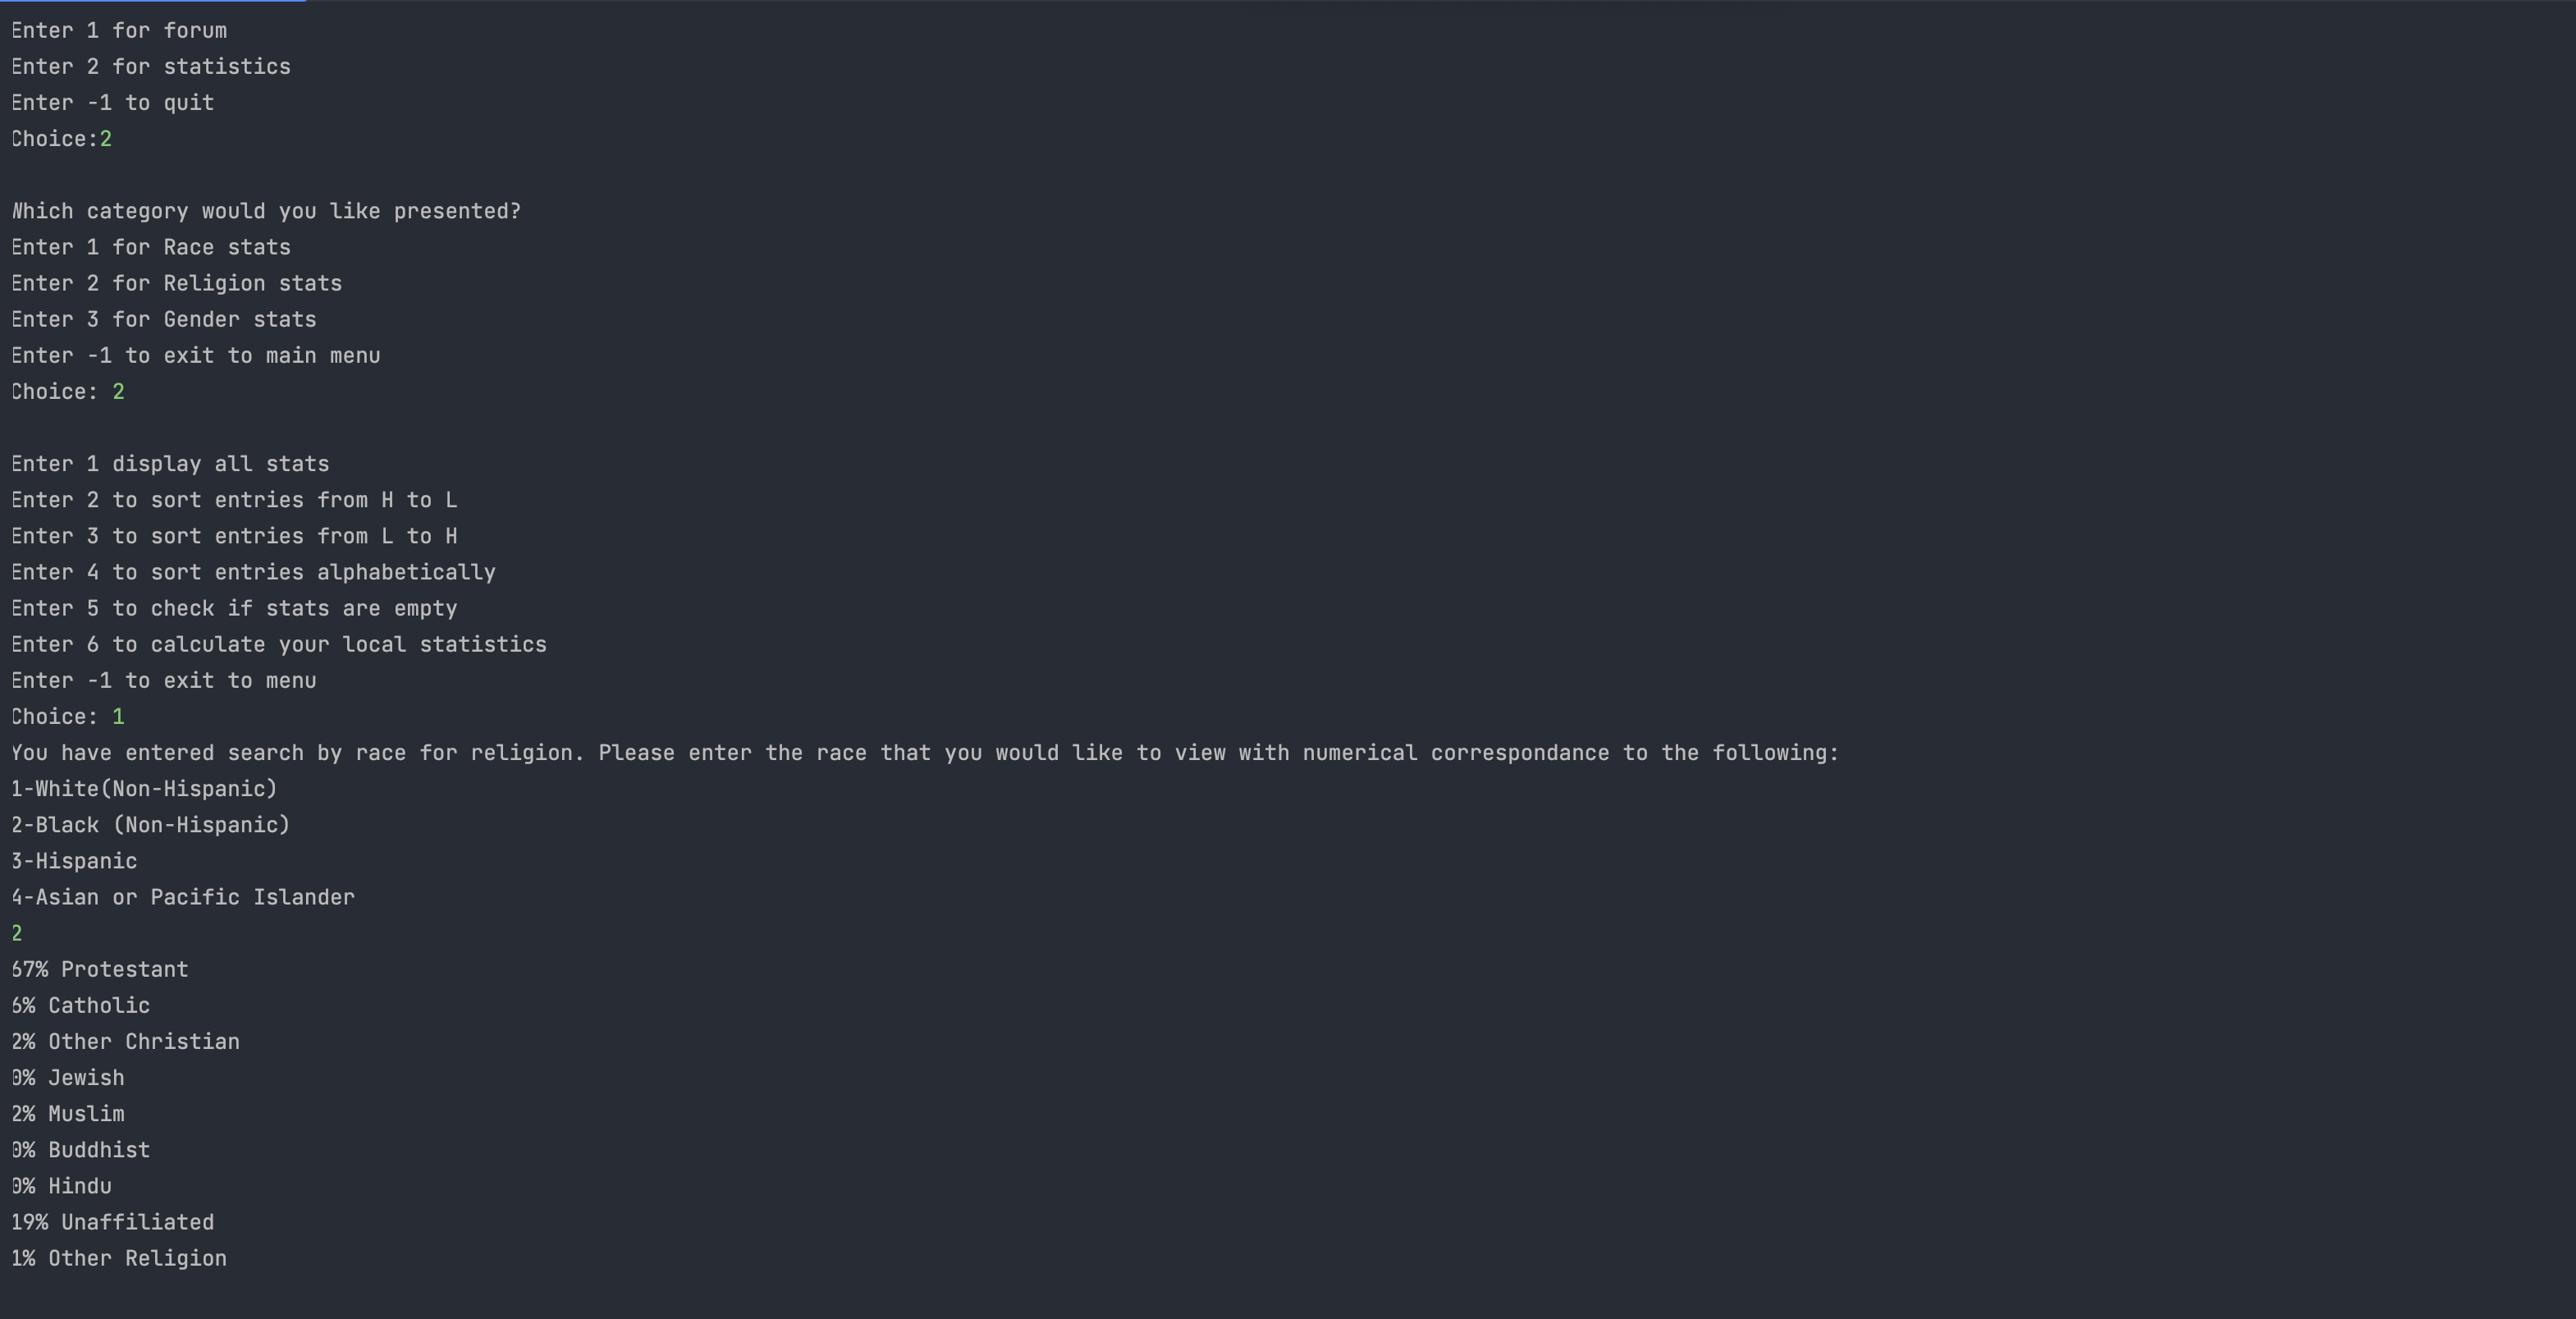 Enter 1 for forum
Enter 2 for statistics
Enter -1 to quit
Choice:2
Which category would you like presented?
Enter 1 for Race stats
Enter 2 for Religion stats
Enter 3 for Gender stats
Enter -1 to exit to main menu
Choice: 2
Enter 1 display all stats
Enter 2 to sort entries from H to L
Enter 3 to sort entries from L to H
Enter 4 to sort entries alphabetically
Enter 5 to check if stats are empty
Enter 6 to calculate your local statistics
Enter -1 to exit to menu
Choice: 1
You have entered search by race for religion. Please enter the race that you would like to view with numerical correspondance to the following:
1-White(Non-Hispanic)
2-Black (Non-Hispanic)
3-Hispanic
4-Asian or Pacific Islander
2
67% Protestant
6% Catholic
2% Other Christian
0% Jewish
2% Muslim
0% Buddhist
0% Hindu
19% Unaffiliated
1% Other Religion